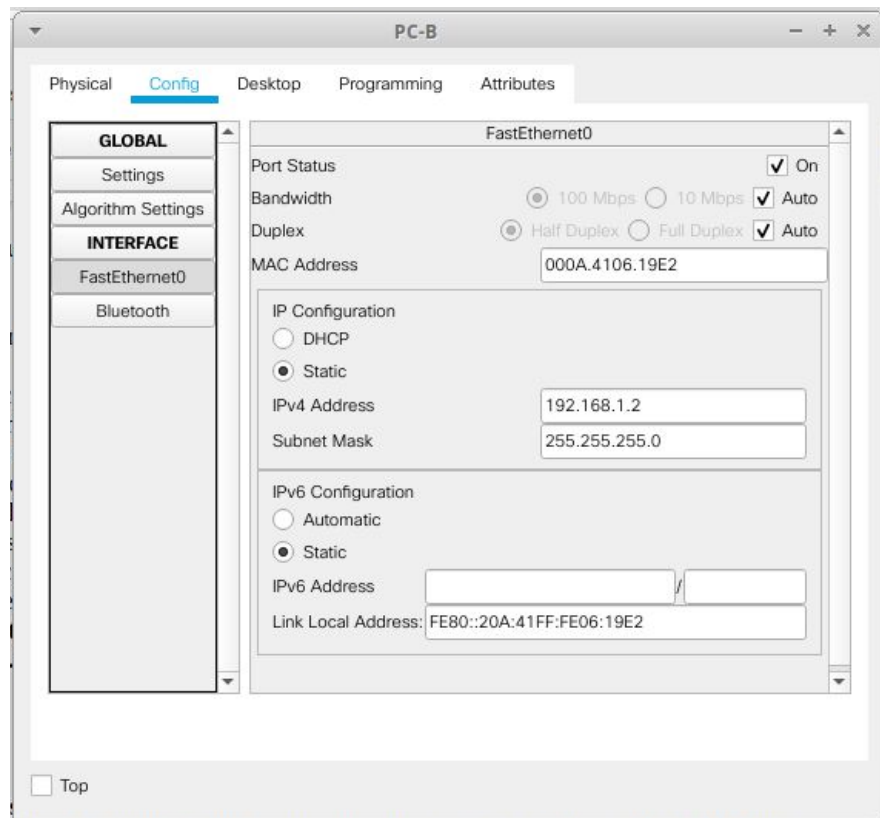 PC-B
Physical Config Desktop Programming Attributes
GLOBAL
Settings
Algorithm Settings
INTERFACE
FastEthernet0
Bluetooth
FastEthernet0
Port Status On
Bandwidth 100 Mbps 10 Mbps Auto
Duplex Half Duplex Full Duplex Auto
MAC Address 000A.4106.19E2
IP Configuration
DHCP
Static
IPv4 Address 192.168.1.2
Subnet Mask 255.255.255.0
IPv6 Configuration
Automatic
Static
IPv6 Address /
Link Local Address: FE80::20A:41FF:FE06:19E2
Top